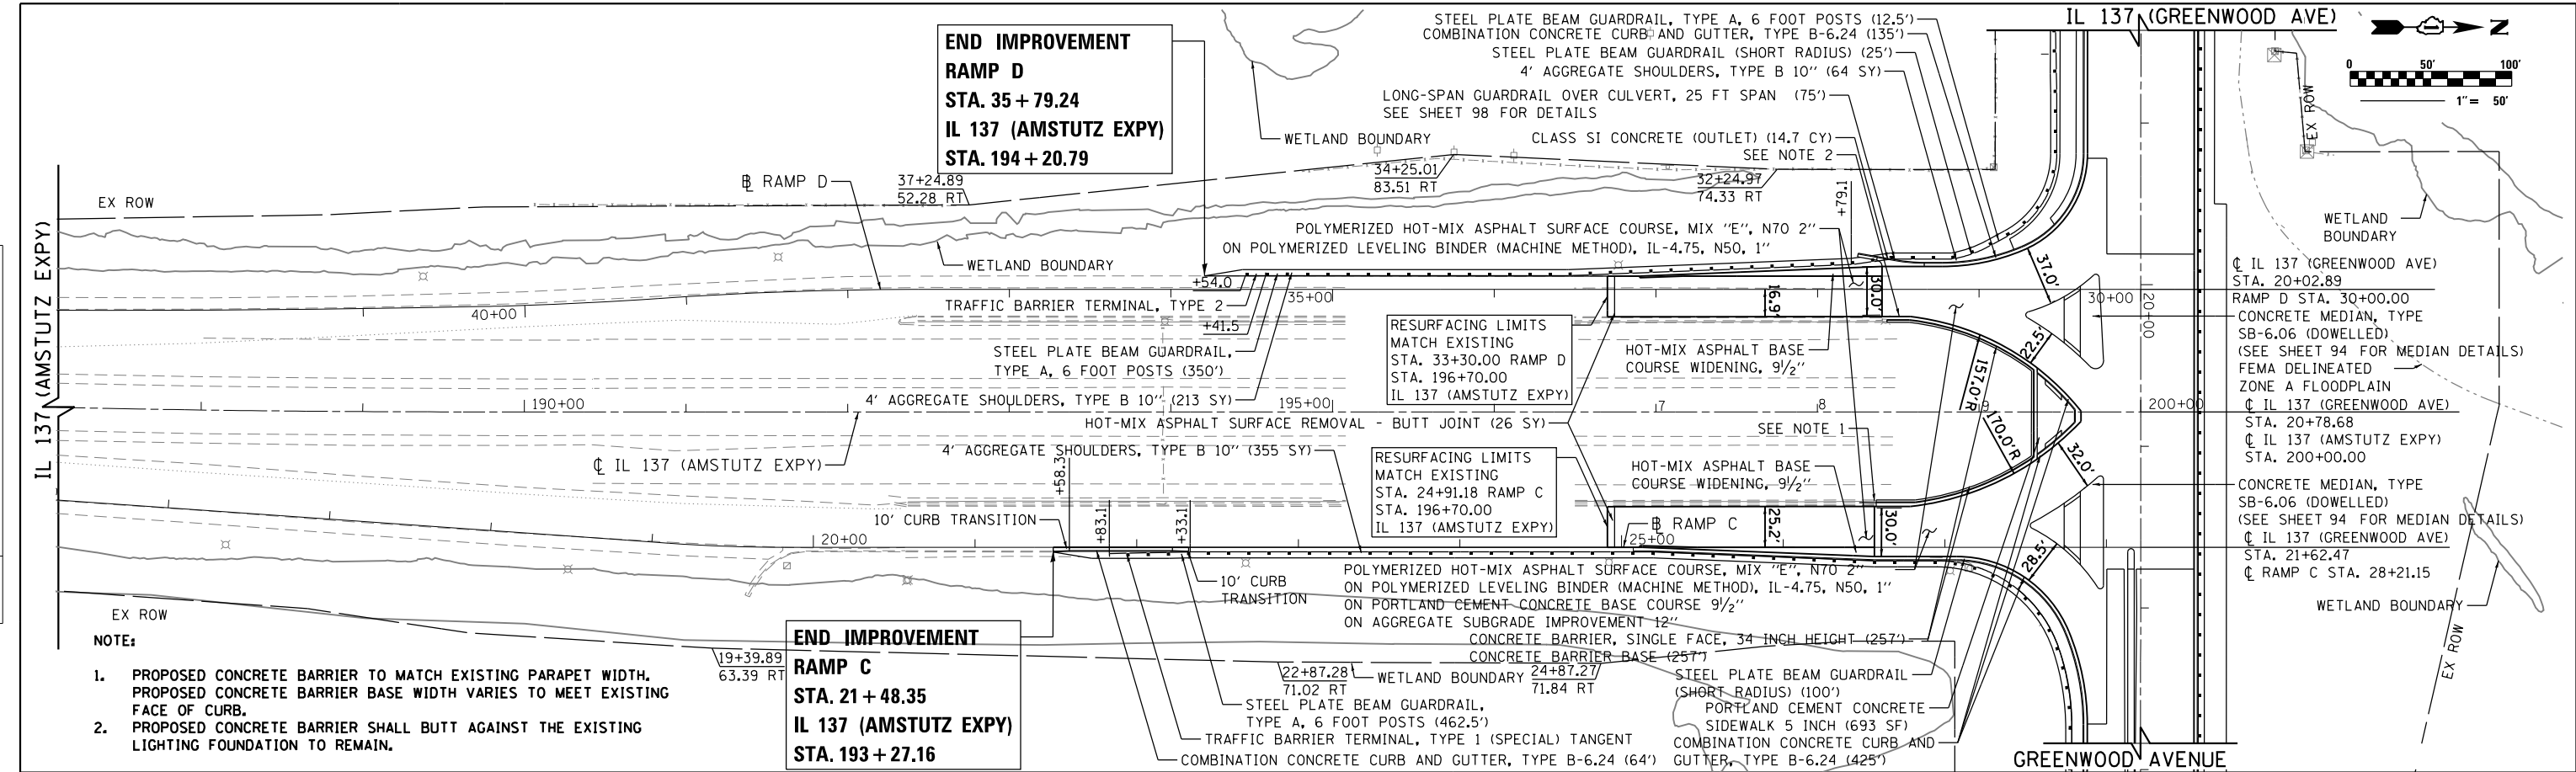 IL 137 (GREENWOOD AVE)
N
0 50' 100'
1" = 50'
END IMPROVEMENT
RAMP D
STA. 35+79.24
IL 137 (AMSTUTZ EXPY)
STA. 194+20.79
STEEL PLATE BEAM GUARDRAIL, TYPE A, 6 FOOT POSTS (12.5')
COMBINATION CONCRETE CURB AND GUTTER, TYPE B-6.24 (135')
STEEL PLATE BEAM GUARDRAIL (SHORT RADIUS) (25')
4' AGGREGATE SHOULDERS, TYPE B 10" (64 SY)
LONG-SPAN GUARDRAIL OVER CULVERT, 25 FT SPAN (75')
SEE SHEET 98 FOR DETAILS
WETLAND BOUNDARY
CLASS SI CONCRETE (OUTLET) (14.7 CY)
SEE NOTE 2
EX ROW
℄ RAMP D
37+24.89
52.28 RT
34+25.01
83.51 RT
32+24.97
74.33 RT
+79.1
EX ROW
POLYMERIZED HOT-MIX ASPHALT SURFACE COURSE, MIX "E", N70 2"
ON POLYMERIZED LEVELING BINDER (MACHINE METHOD), IL-4.75, N50, 1"
WETLAND
BOUNDARY
WETLAND BOUNDARY
IL 137 (AMSTUTZ EXPY)
+54.0
TRAFFIC BARRIER TERMINAL, TYPE 2
40+00
35+00
30+00
20+00
+41.5
16.9'
30.0'
37.0'
22.5'
STEEL PLATE BEAM GUARDRAIL,
TYPE A, 6 FOOT POSTS (350')
RESURFACING LIMITS
MATCH EXISTING
STA. 33+30.00 RAMP D
STA. 196+70.00
IL 137 (AMSTUTZ EXPY)
HOT-MIX ASPHALT BASE
COURSE WIDENING, 9½"
℄ IL 137 (GREENWOOD AVE)
STA. 20+02.89
RAMP D STA. 30+00.00
CONCRETE MEDIAN, TYPE
SB-6.06 (DOWELLED)
(SEE SHEET 94 FOR MEDIAN DETAILS)
FEMA DELINEATED
ZONE A FLOODPLAIN
℄ IL 137 (GREENWOOD AVE)
STA. 20+78.68
℄ IL 137 (AMSTUTZ EXPY)
STA. 200+00.00
4' AGGREGATE SHOULDERS, TYPE B 10" (213 SY)
190+00
195+00
7
8
9
200+00
157.0'R
170.0'R
HOT-MIX ASPHALT SURFACE REMOVAL - BUTT JOINT (26 SY)
SEE NOTE 1
4' AGGREGATE SHOULDERS, TYPE B 10" (355 SY)
℄ IL 137 (AMSTUTZ EXPY)
+58.3
RESURFACING LIMITS
MATCH EXISTING
STA. 24+91.18 RAMP C
STA. 196+70.00
IL 137 (AMSTUTZ EXPY)
HOT-MIX ASPHALT BASE
COURSE WIDENING, 9½"
32.0'
CONCRETE MEDIAN, TYPE
SB-6.06 (DOWELLED)
(SEE SHEET 94 FOR MEDIAN DETAILS)
℄ IL 137 (GREENWOOD AVE)
STA. 21+62.47
℄ RAMP C STA. 28+21.15
WETLAND BOUNDARY
EX ROW
10' CURB TRANSITION
+83.1
+33.1
℄ RAMP C
25.2'
30.0'
28.5'
20+00
25+00
10' CURB
TRANSITION
POLYMERIZED HOT-MIX ASPHALT SURFACE COURSE, MIX "E", N70 2"
ON POLYMERIZED LEVELING BINDER (MACHINE METHOD), IL-4.75, N50, 1"
ON PORTLAND CEMENT CONCRETE BASE COURSE 9½"
ON AGGREGATE SUBGRADE IMPROVEMENT 12"
CONCRETE BARRIER, SINGLE FACE, 34 INCH HEIGHT (257')
CONCRETE BARRIER BASE (257')
EX ROW
NOTE:
1. PROPOSED CONCRETE BARRIER TO MATCH EXISTING PARAPET WIDTH.
PROPOSED CONCRETE BARRIER BASE WIDTH VARIES TO MEET EXISTING
FACE OF CURB.
2. PROPOSED CONCRETE BARRIER SHALL BUTT AGAINST THE EXISTING
LIGHTING FOUNDATION TO REMAIN.
19+39.89
63.39 RT
END IMPROVEMENT
RAMP C
STA. 21+48.35
IL 137 (AMSTUTZ EXPY)
STA. 193+27.16
22+87.28
71.02 RT
WETLAND BOUNDARY
24+87.27
71.84 RT
STEEL PLATE BEAM GUARDRAIL,
TYPE A, 6 FOOT POSTS (462.5')
TRAFFIC BARRIER TERMINAL, TYPE 1 (SPECIAL) TANGENT
COMBINATION CONCRETE CURB AND GUTTER, TYPE B-6.24 (64')
STEEL PLATE BEAM GUARDRAIL
(SHORT RADIUS) (100')
PORTLAND CEMENT CONCRETE
SIDEWALK 5 INCH (693 SF)
COMBINATION CONCRETE CURB AND
GUTTER, TYPE B-6.24 (425')
GREENWOOD AVENUE